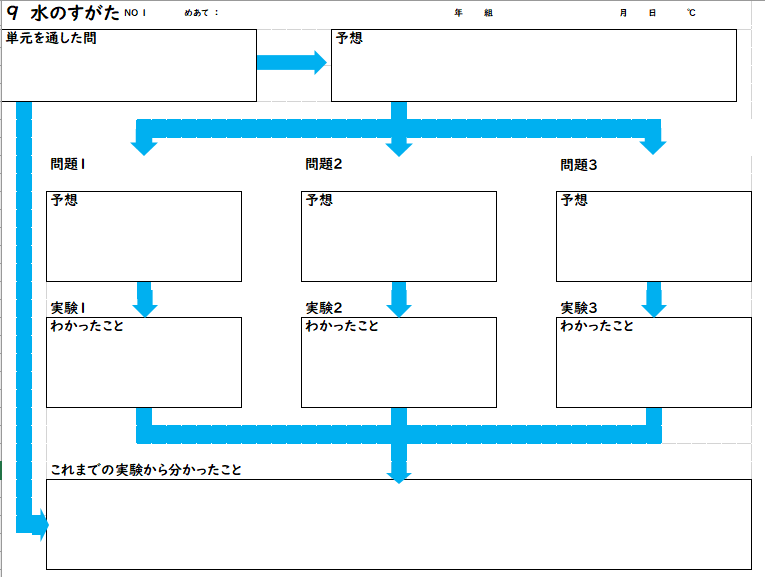 9 水のすがた NO1 めあて： 年 組 月 日 ℃
単元を通した問
予想
問題1 問題2 問題3
予想 予想 予想
実験1 実験2 実験3
わかったこと わかったこと わかったこと
これまでの実験から分かったこと